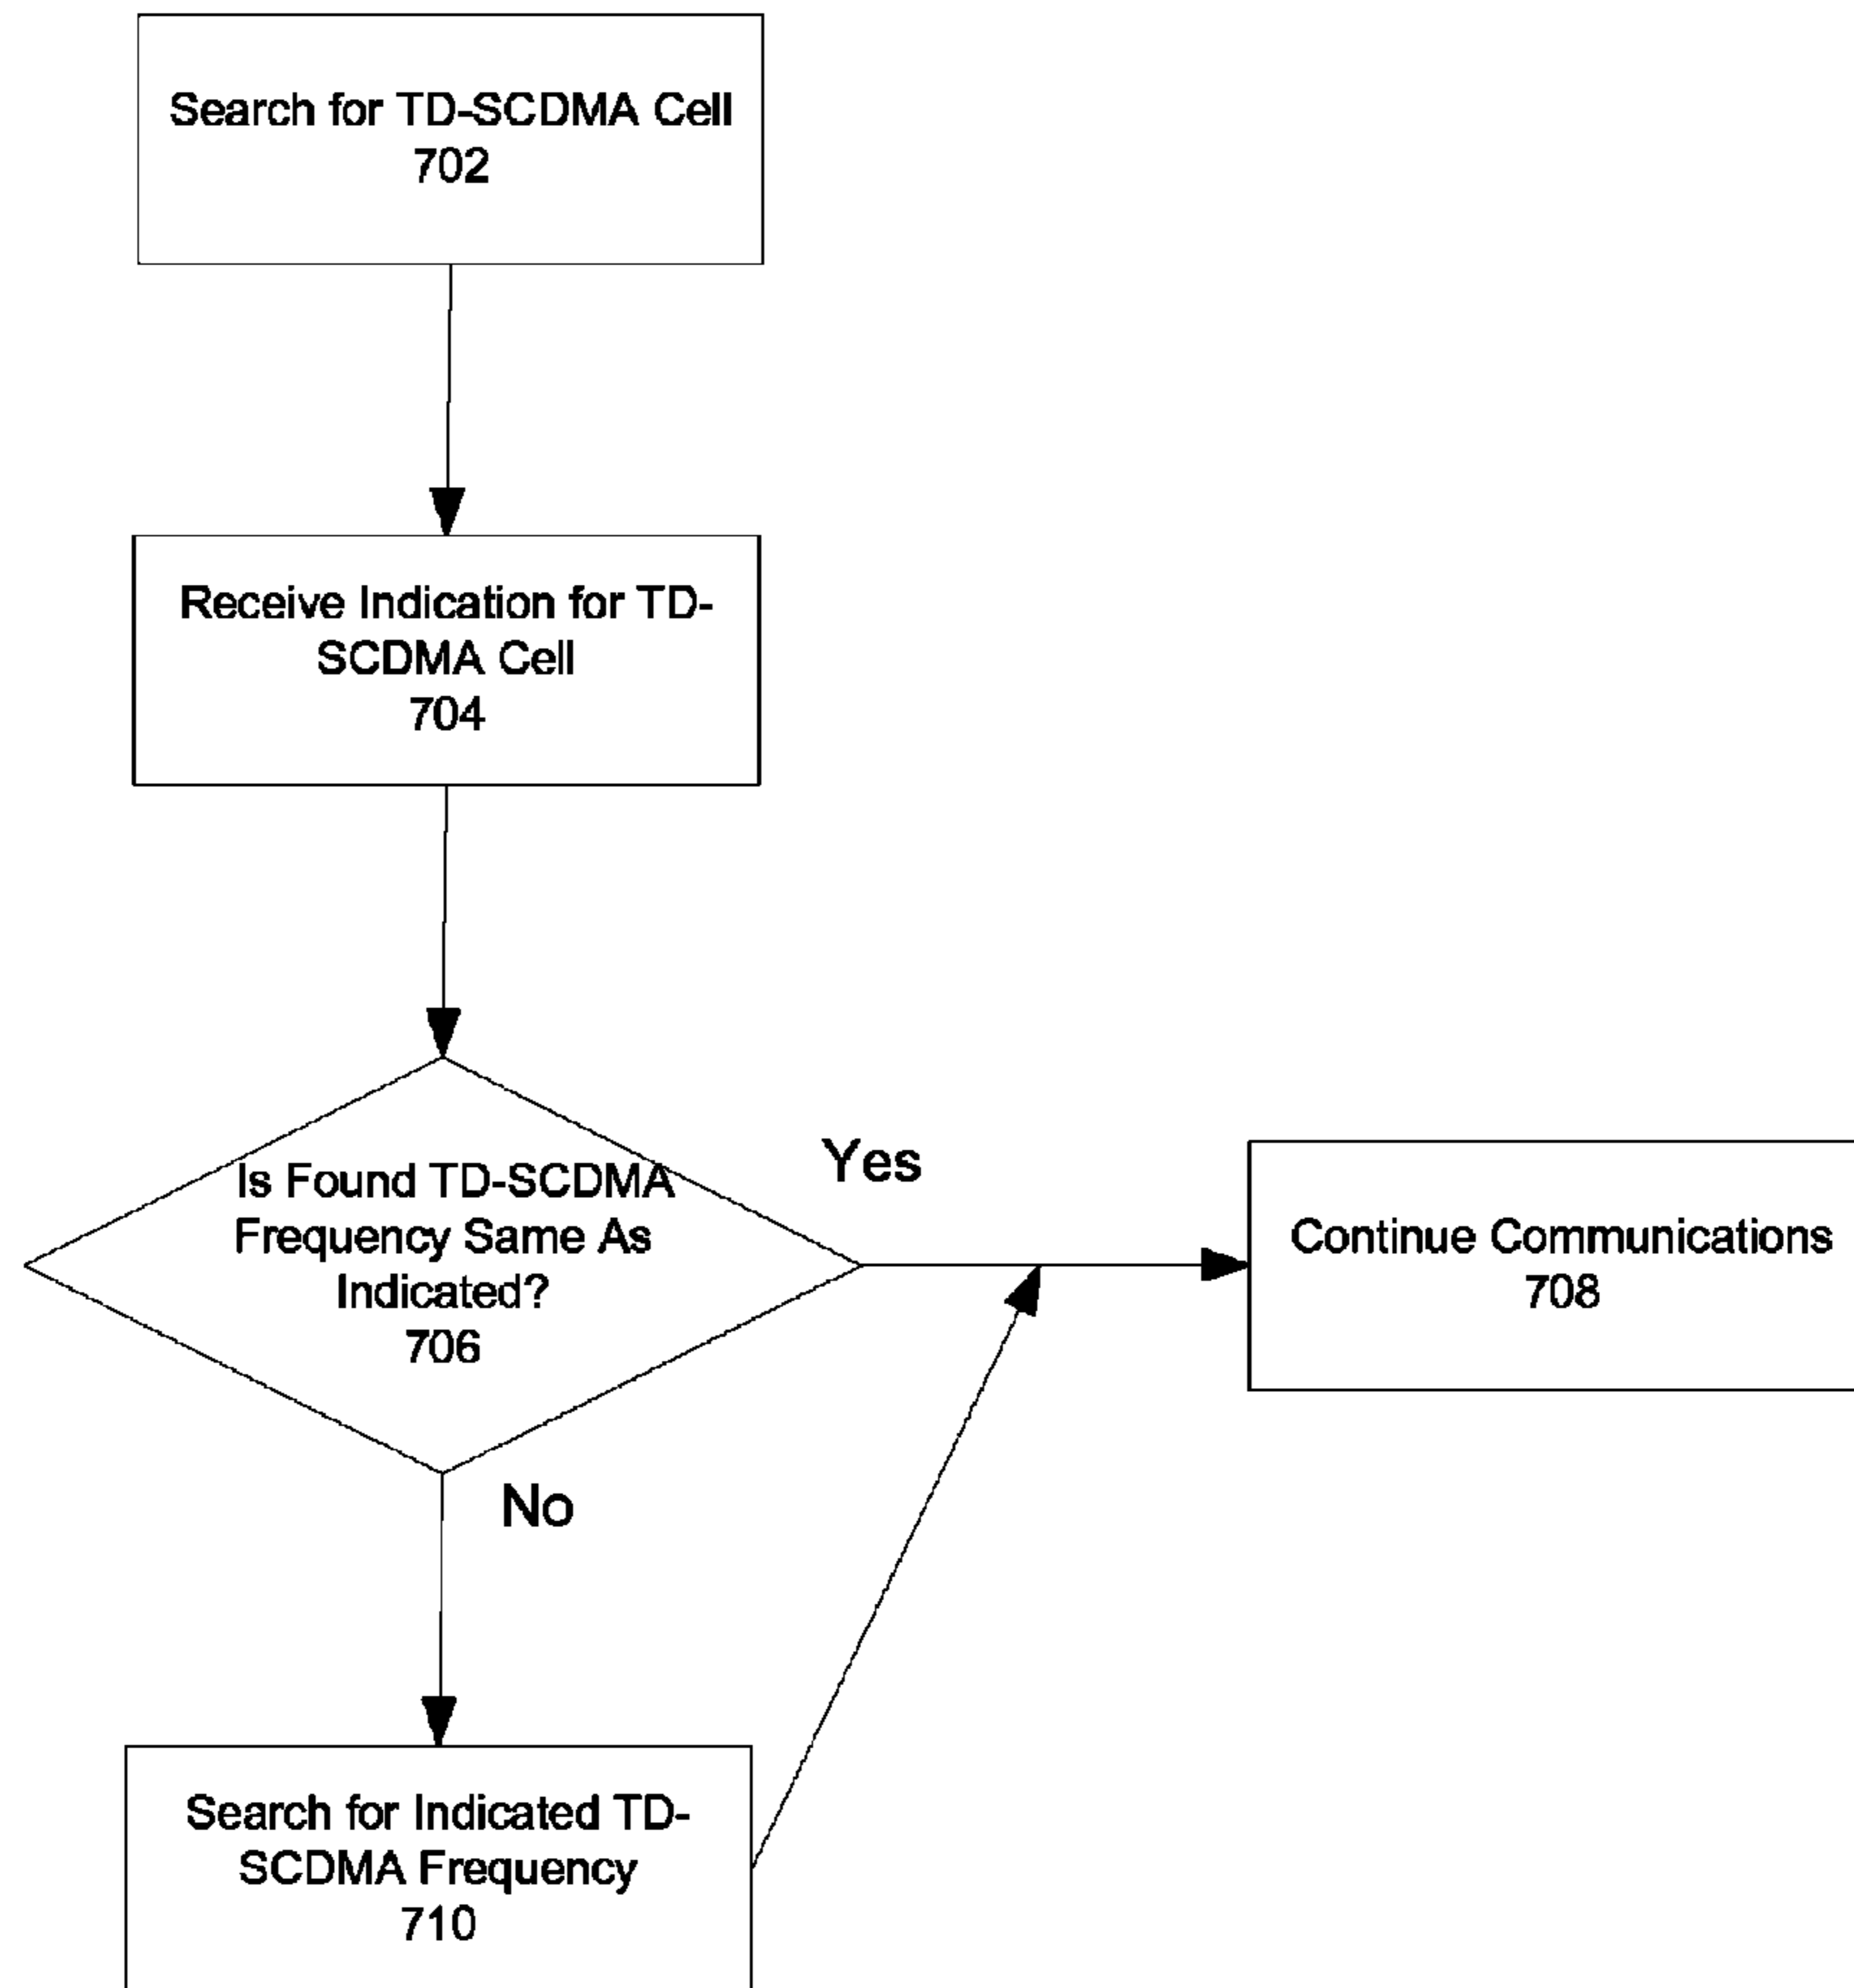 Search for TD-SCDMA Cell
702
Receive Indication for TD-
SCDMA Cell
704
Is Found TD-SCDMA
Frequency Same As
Indicated?
706
Yes
Continue Communications
708
No
Search for Indicated TD-
SCDMA Frequency
710